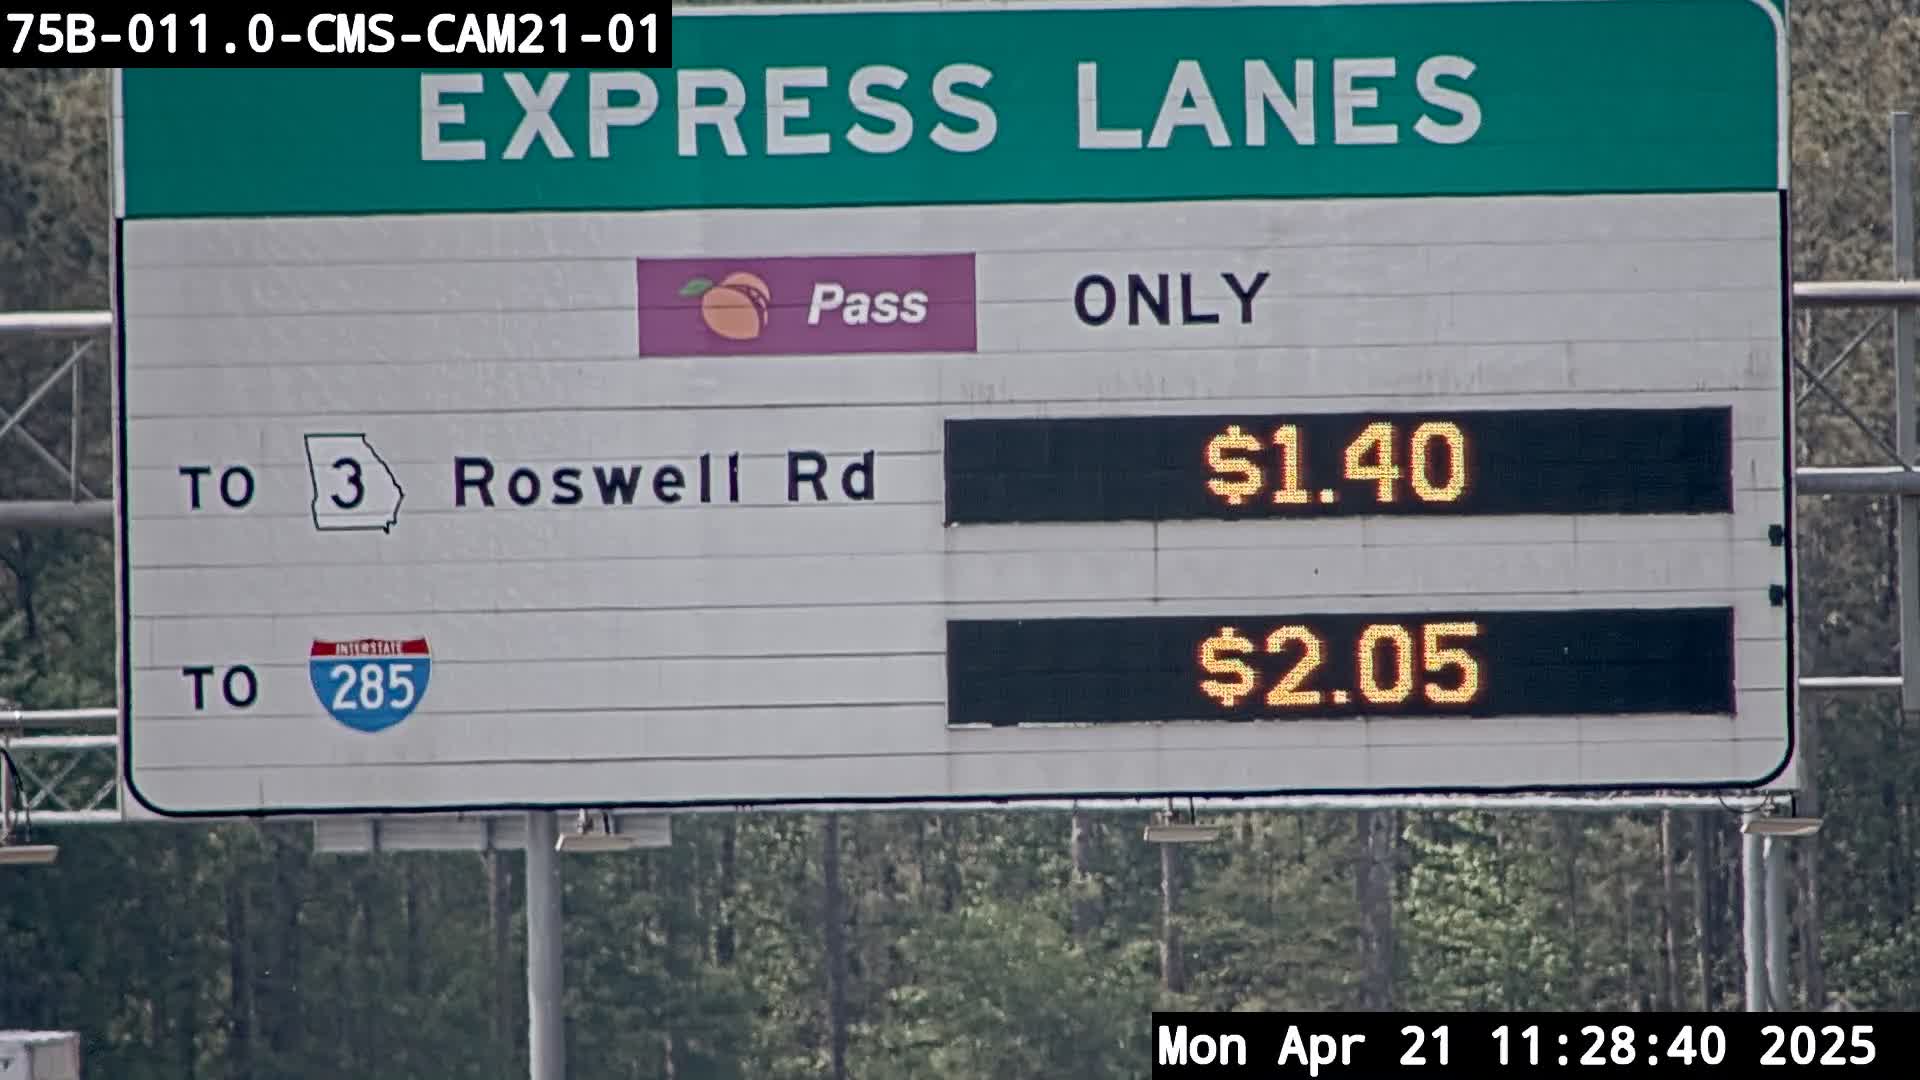 75B-011.0-CMS-CAM21-01
EXPRESS LANES
Pass ONLY
TO 3 Roswell Rd $1.40
INTERSTATE
TO 285 $2.05
Mon Apr 21 11:28:40 2025